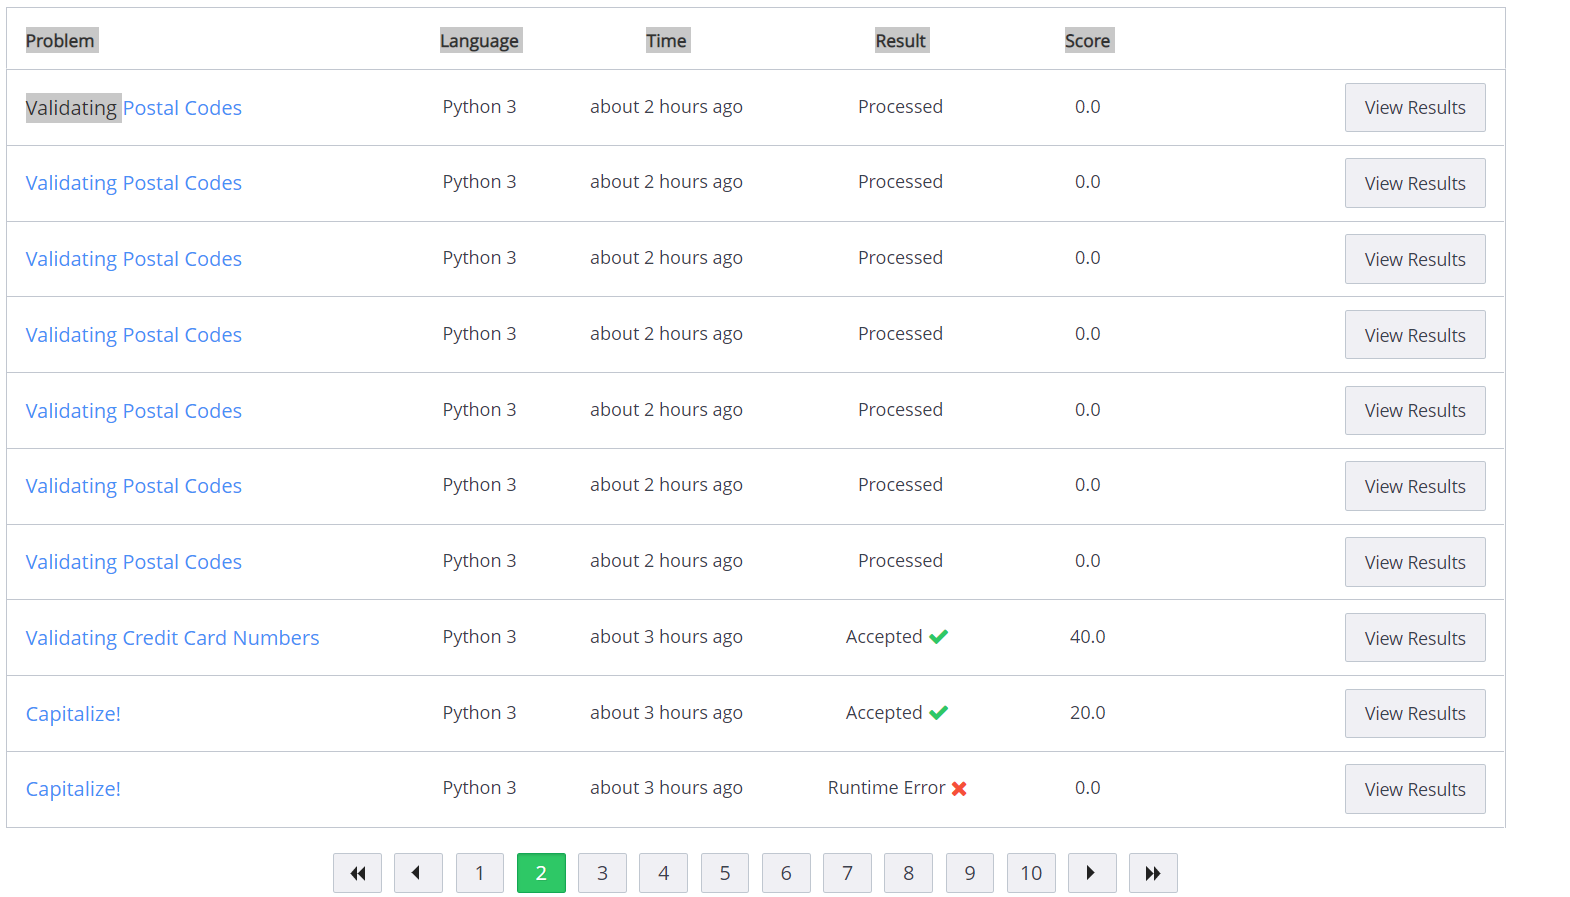 Problem Language Time Result Score
Validating Postal Codes Python 3 about 2 hours ago Processed 0.0 View Results
Validating Postal Codes Python 3 about 2 hours ago Processed 0.0 View Results
Validating Postal Codes Python 3 about 2 hours ago Processed 0.0 View Results
Validating Postal Codes Python 3 about 2 hours ago Processed 0.0 View Results
Validating Postal Codes Python 3 about 2 hours ago Processed 0.0 View Results
Validating Postal Codes Python 3 about 2 hours ago Processed 0.0 View Results
Validating Postal Codes Python 3 about 2 hours ago Processed 0.0 View Results
Validating Credit Card Numbers Python 3 about 3 hours ago Accepted 40.0 View Results
Capitalize! Python 3 about 3 hours ago Accepted 20.0 View Results
Capitalize! Python 3 about 3 hours ago Runtime Error 0.0 View Results
1 2 3 4 5 6 7 8 9 10